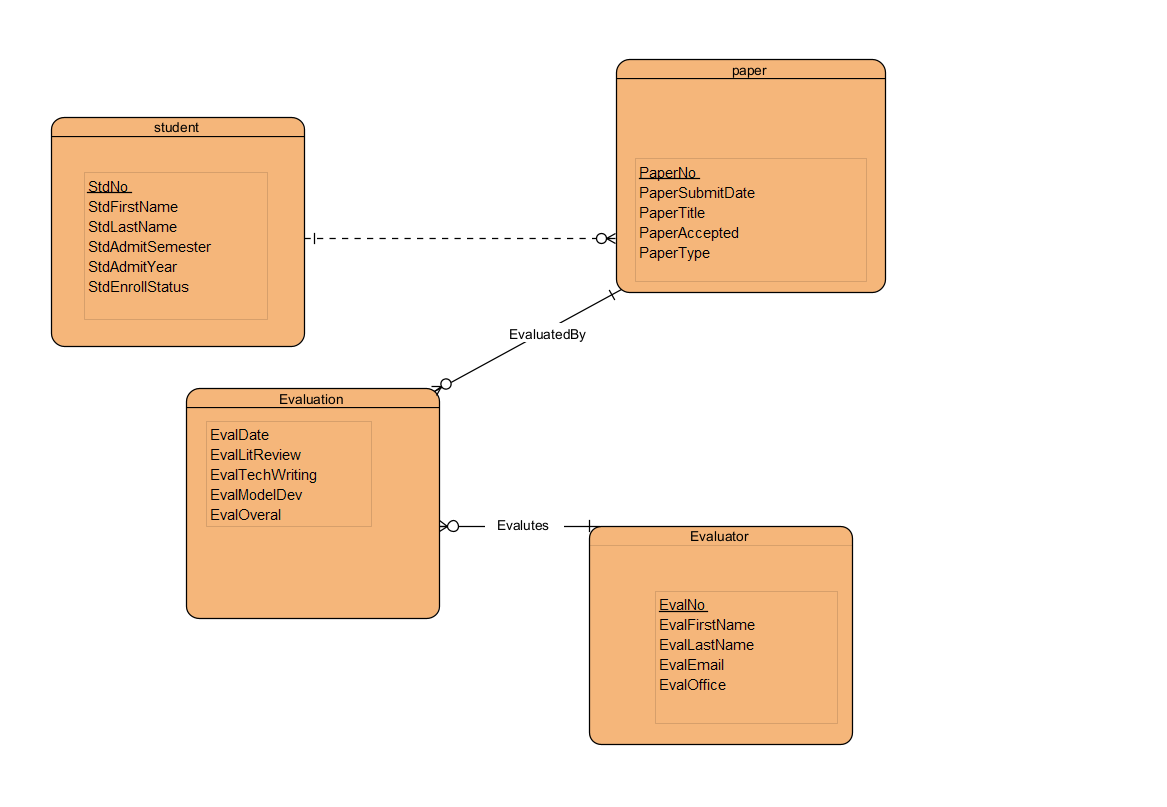 student
StdNo
StdFirstName
StdLastName
StdAdmitSemester
StdAdmitYear
StdEnrollStatus
paper
PaperNo
PaperSubmitDate
PaperTitle
PaperAccepted
PaperType
EvaluatedBy
Evaluation
EvalDate
EvalLitReview
EvalTechWriting
EvalModelDev
EvalOveral
Evalutes
Evaluator
EvalNo
EvalFirstName
EvalLastName
EvalEmail
EvalOffice